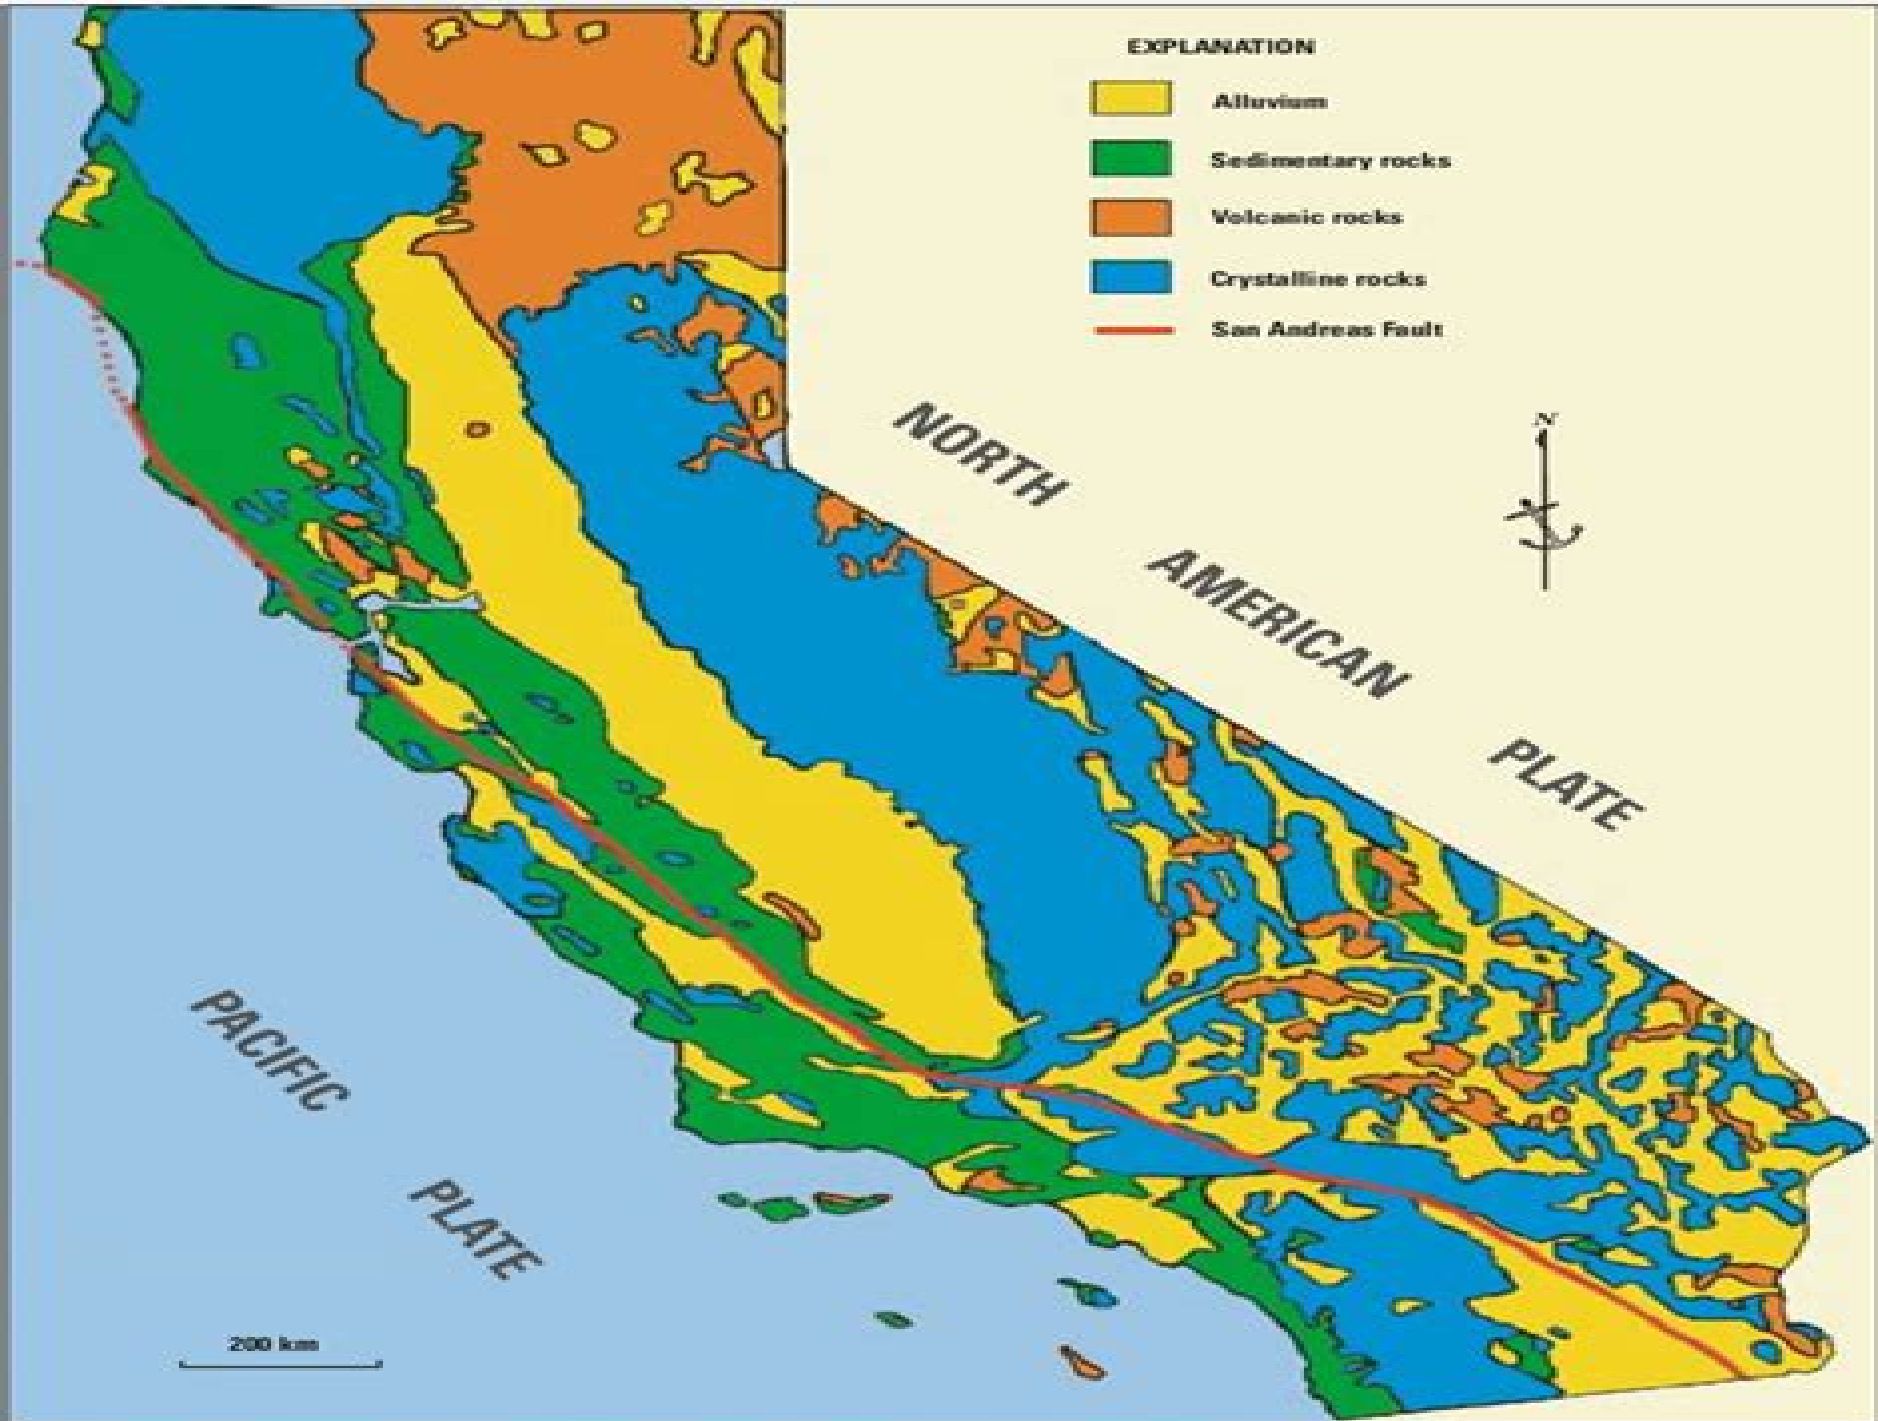 EXPLANATION
Alluvium
Sedimentary rocks
Volcanic rocks
Crystalline rocks
San Andreas Fault
N
NORTH
AMERICAN
PLATE
PACIFIC
PLATE
200 km